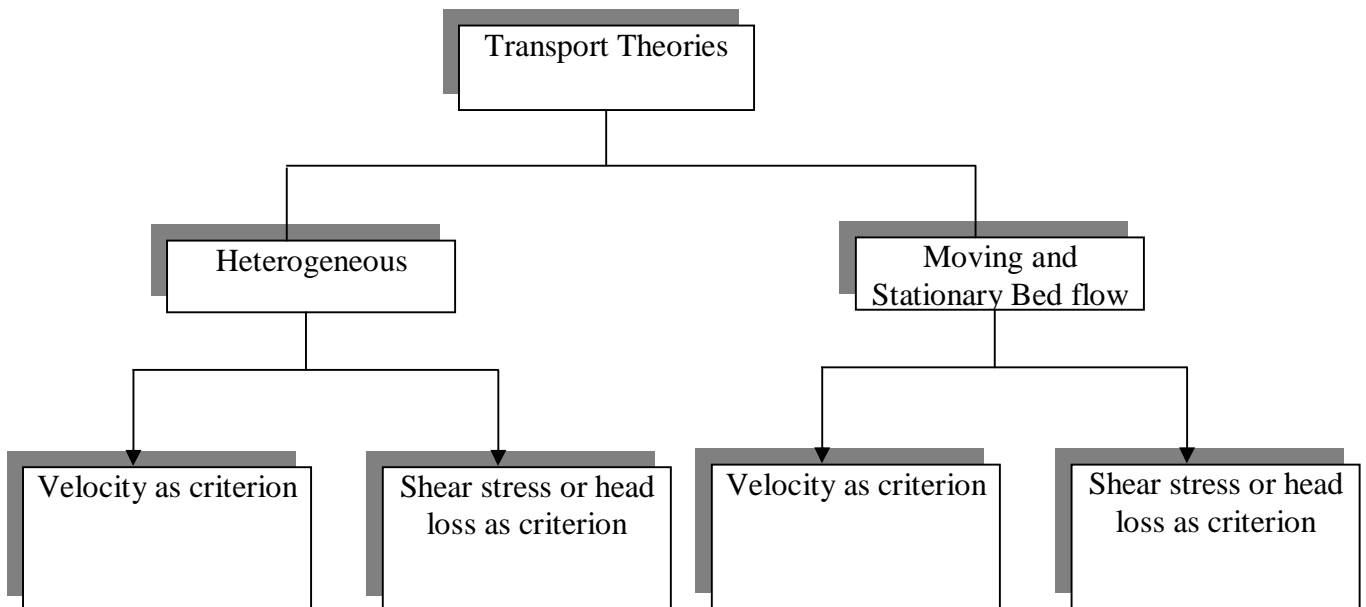 Transport Theories
Heterogeneous
Moving and
Stationary Bed flow
Velocity as criterion
Shear stress or head
loss as criterion
Velocity as criterion
Shear stress or head
loss as criterion